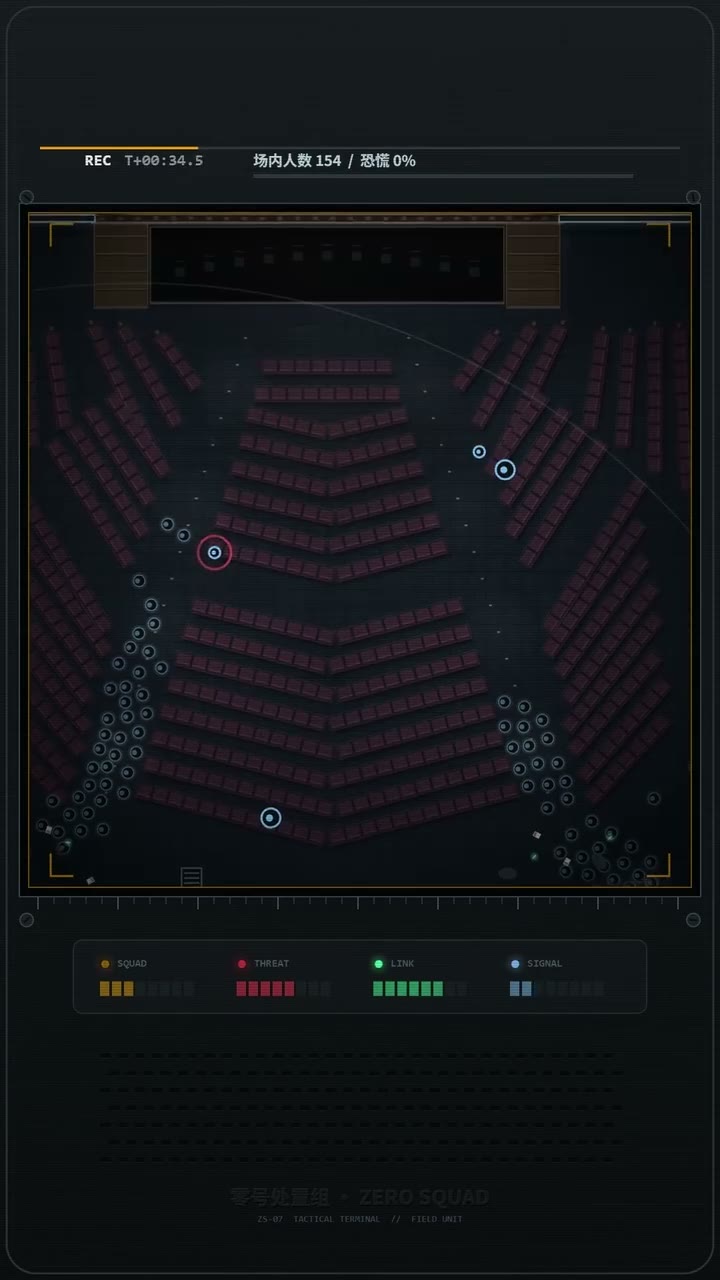 REC T+00:34.5 场内人数 154 / 恐慌 0%
SQUAD THREAT LINK SIGNAL
零号处置组 · ZERO SQUAD
ZS-07 TACTICAL TERMINAL // FIELD UNIT